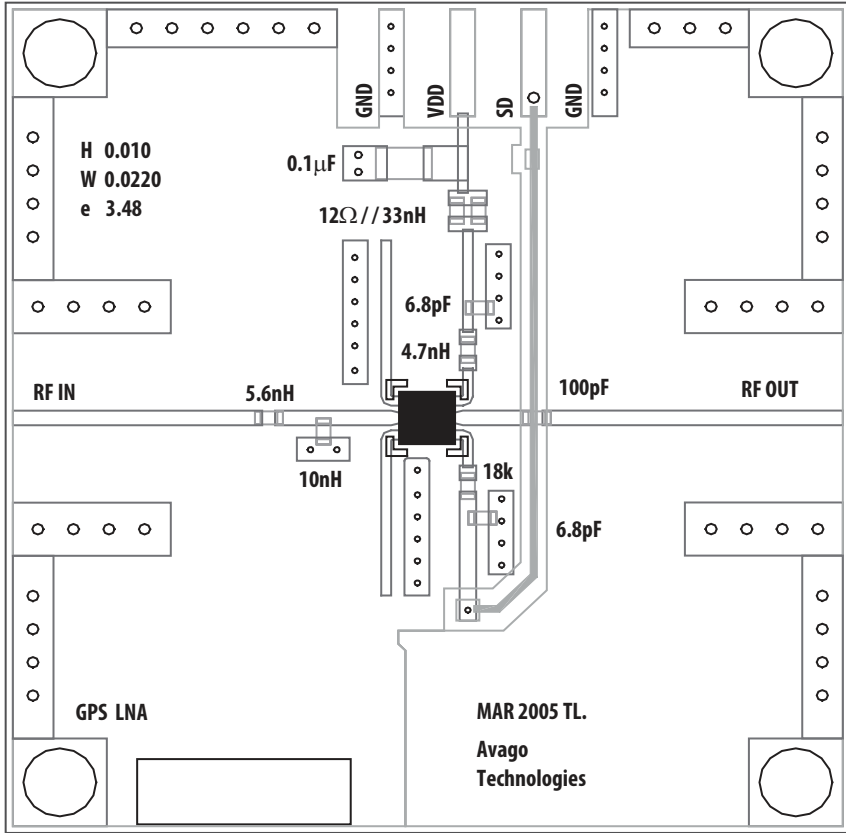 GND
VDD
SD
GND
H 0.010
W 0.0220
e 3.48
0.1μF
12Ω//33nH
6.8pF
4.7nH
RF IN
5.6nH
100pF
RF OUT
10nH
18k
6.8pF
GPS LNA
MAR 2005 TL.
Avago
Technologies